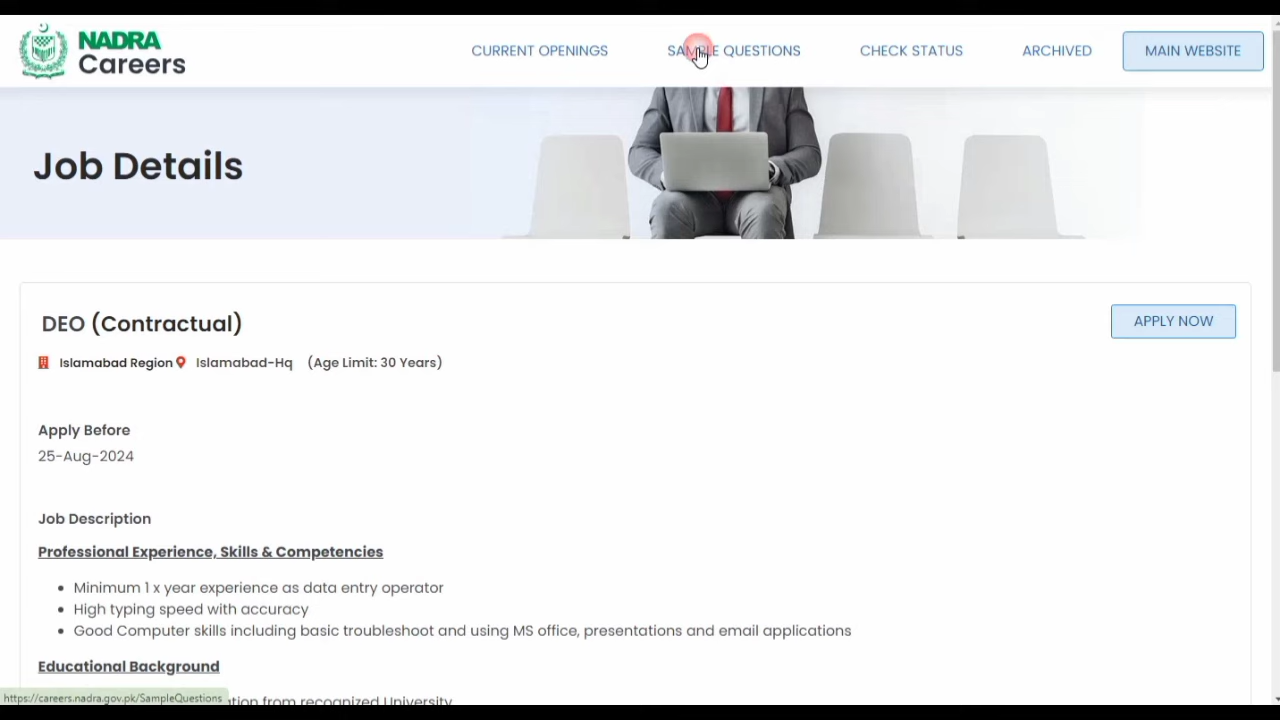 NADRA
Careers
CURRENT OPENINGS
SAMPLE QUESTIONS
CHECK STATUS
ARCHIVED
MAIN WEBSITE
Job Details
DEO (Contractual)
APPLY NOW
Islamabad Region Islamabad-Hq (Age Limit: 30 Years)
Apply Before
25-Aug-2024
Job Description
Professional Experience, Skills & Competencies
Minimum 1 x year experience as data entry operator
High typing speed with accuracy
Good Computer skills including basic troubleshoot and using MS office, presentations and email applications
Educational Background
from recognized University
https://careers.nadra.gov.pk/SampleQuestions